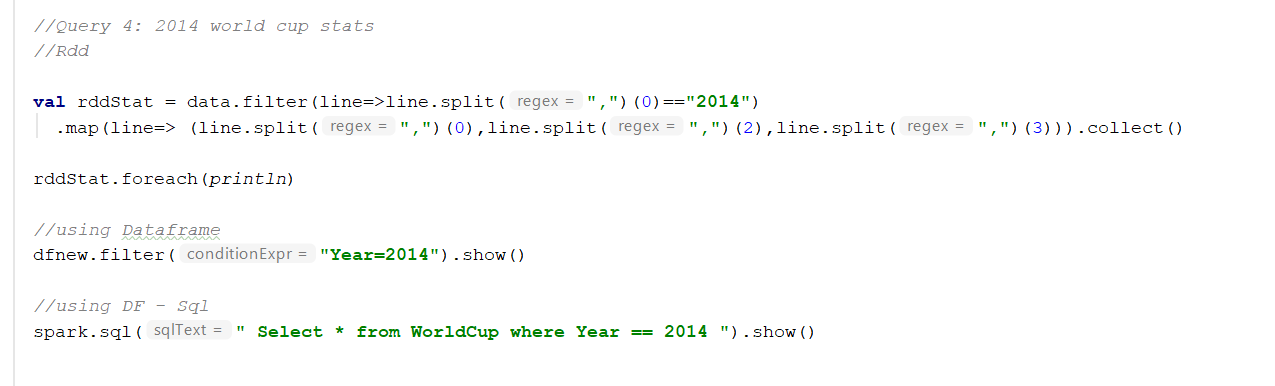 //Query 4: 2014 world cup stats
//Rdd
val rddStat = data.filter(line=>line.split( regex = ",")(0)=="2014")
.map(line=> (line.split( regex = ",")(0),line.split( regex = ",")(2),line.split( regex = ",")(3))).collect()
rddStat.foreach(println)
//using Dataframe
dfnew.filter( conditionExpr = "Year=2014").show()
//using DF - Sql
spark.sql( sqlText = " Select * from WorldCup where Year == 2014 ").show()